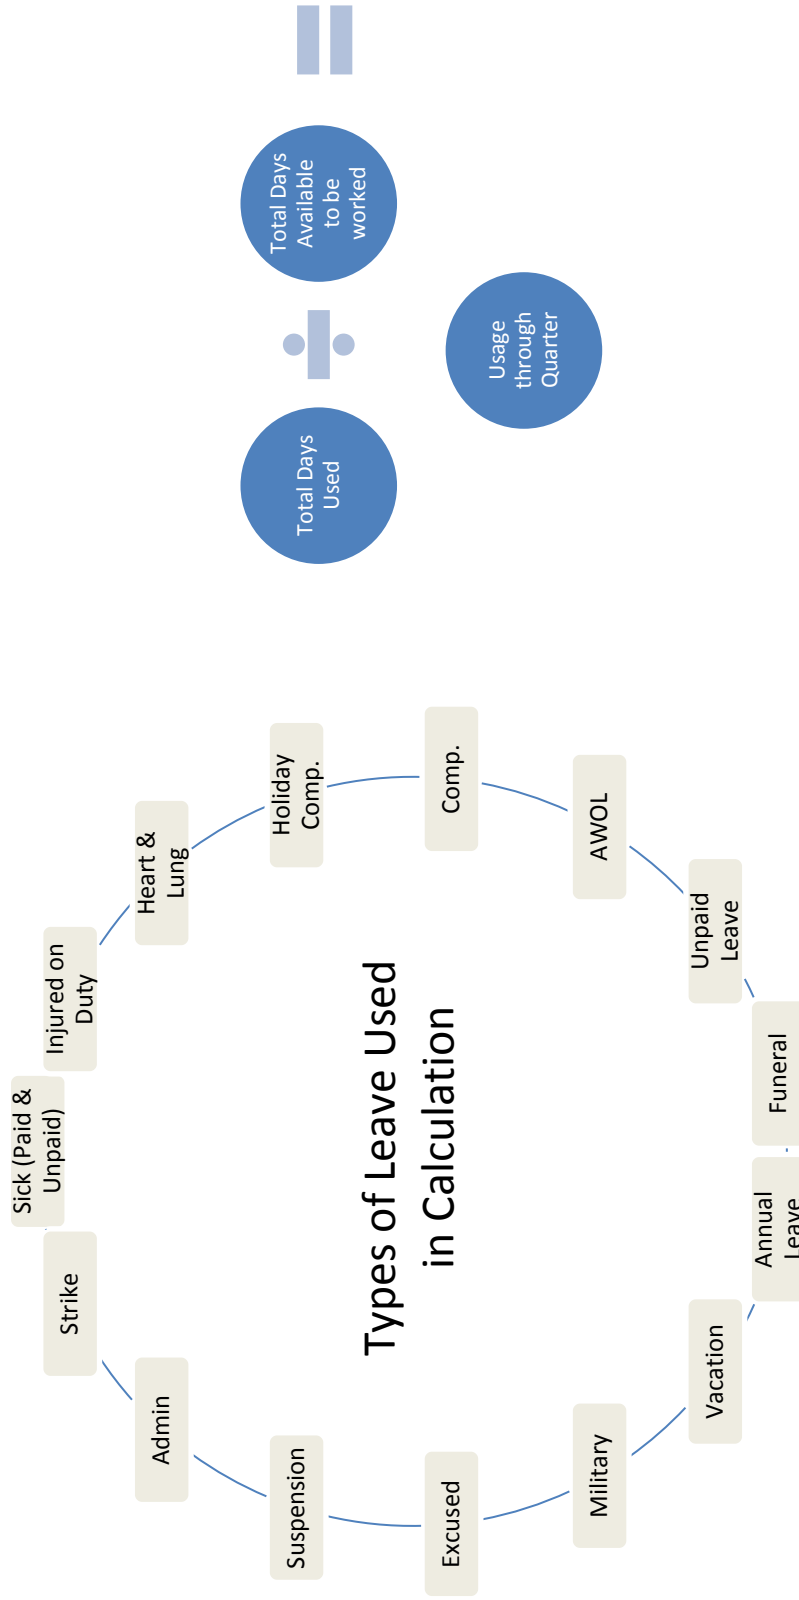 Types of Leave Used
in Calculation
Sick (Paid &
Unpaid)
Injured on
Duty
Heart &
Lung
Holiday
Comp.
Comp.
AWOL
Unpaid
Leave
Funeral
Annual
Leave
Vacation
Military
Excused
Suspension
Admin
Strike
Total Days
Used
÷
Total Days
Available
to be
worked
=
Usage
through
Quarter